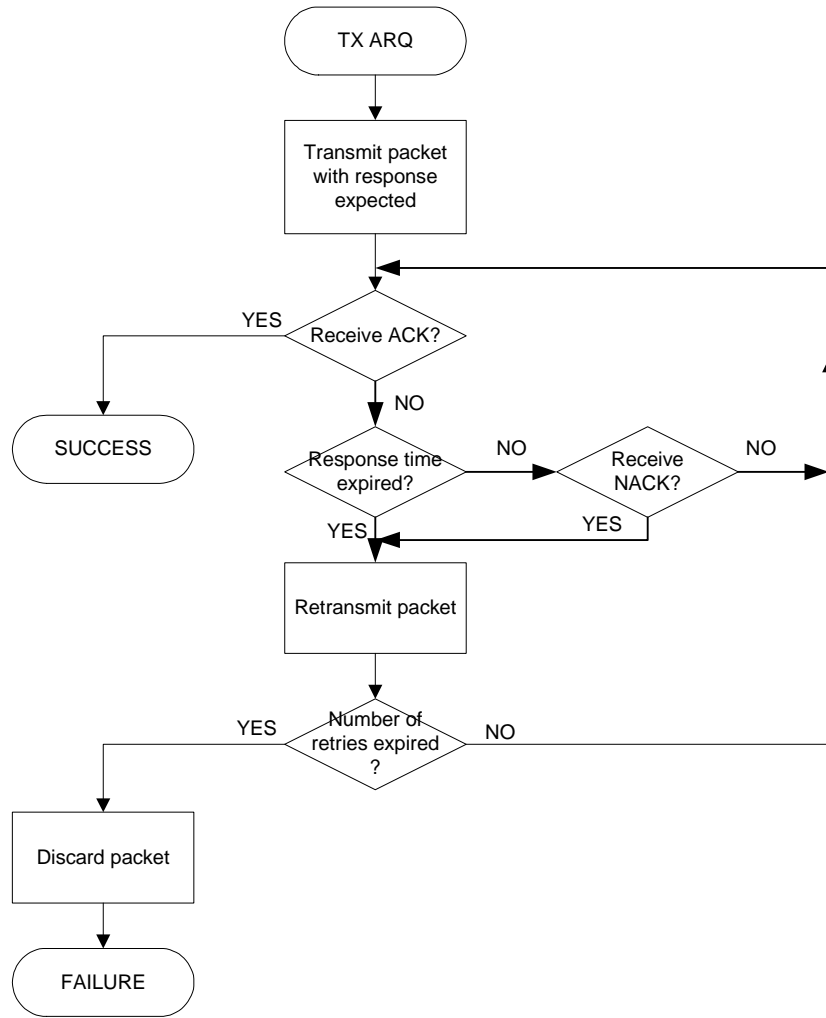 TX ARQ
Transmit packet
with response
expected
YES
Receive ACK?
NO
SUCCESS
Response time
expired?
NO
Receive
NACK?
NO
YES
YES
Retransmit packet
YES
Number of
retries expired
?
NO
Discard packet
FAILURE